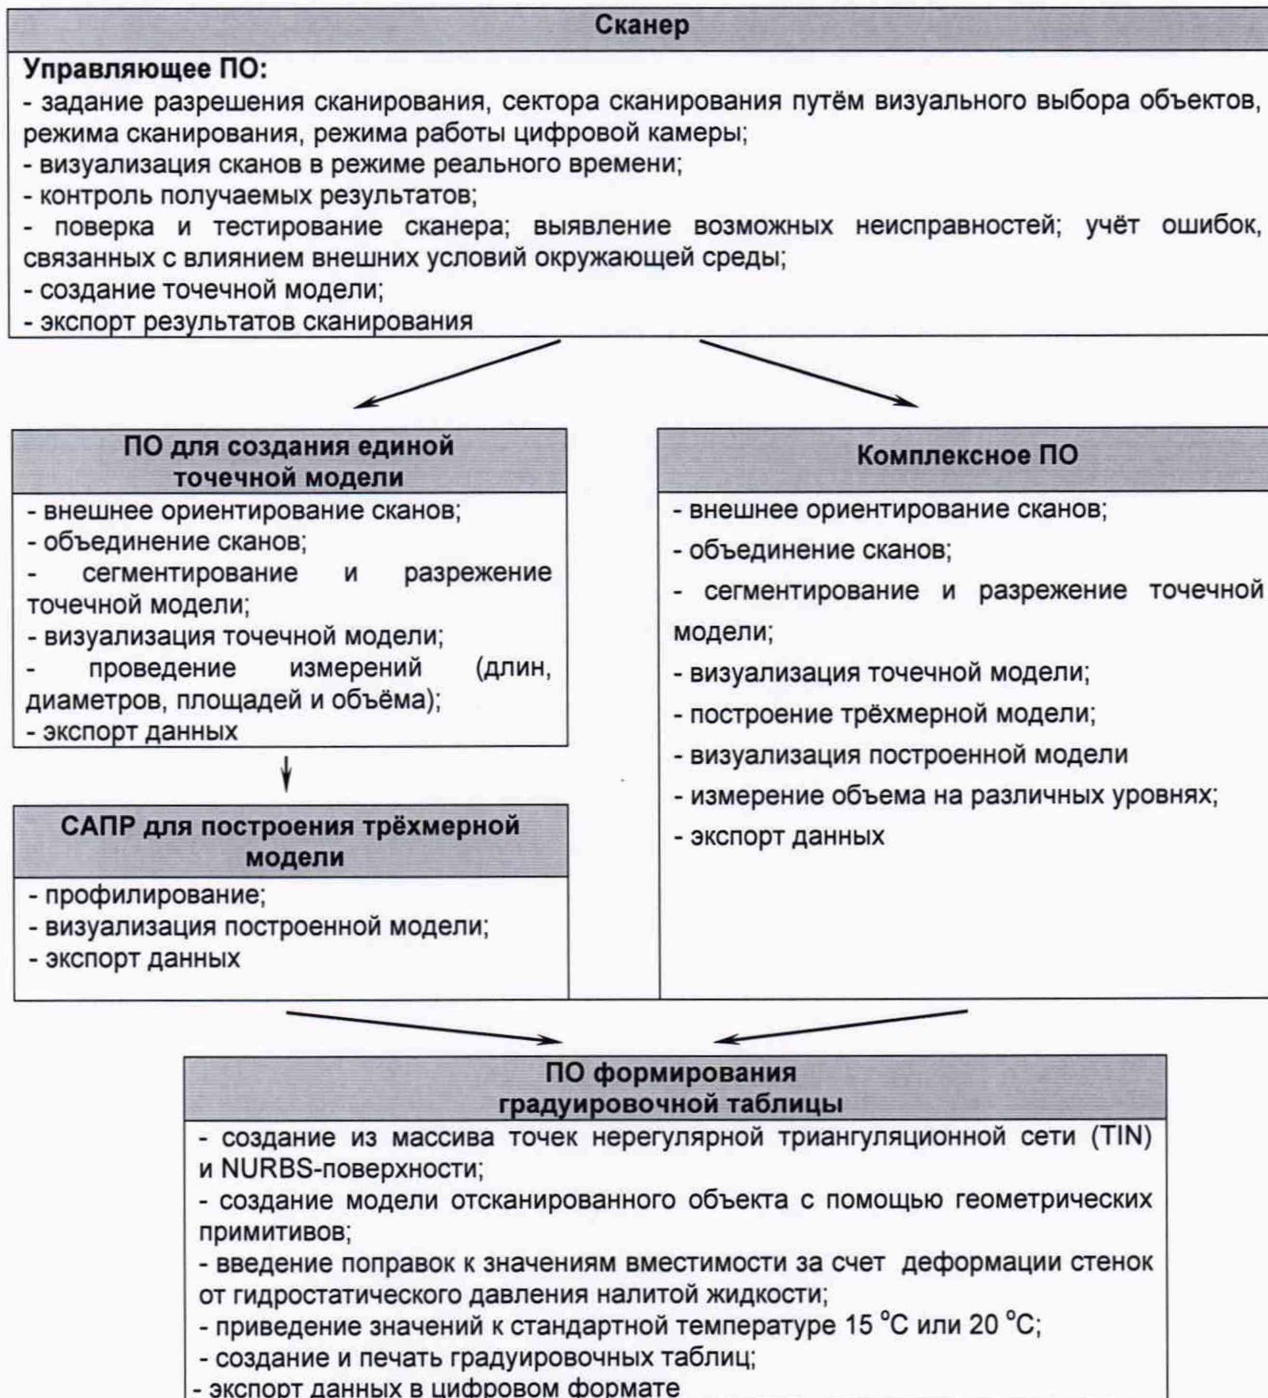 Сканер
Управляющее ПО:
- задание разрешения сканирования, сектора сканирования путём визуального выбора объектов,
режима сканирования, режима работы цифровой камеры;
- визуализация сканов в режиме реального времени;
- контроль получаемых результатов;
- поверка и тестирование сканера; выявление возможных неисправностей; учёт ошибок,
связанных с влиянием внешних условий окружающей среды;
- создание точечной модели;
- экспорт результатов сканирования
ПО для создания единой
точечной модели
- внешнее ориентирование сканов;
- объединение сканов;
- сегментирование и разрежение
точечной модели;
- визуализация точечной модели;
- проведение измерений (длин,
диаметров, площадей и объёма);
- экспорт данных
САПР для построения трёхмерной
модели
- профилирование;
- визуализация построенной модели;
- экспорт данных
Комплексное ПО
- внешнее ориентирование сканов;
- объединение сканов;
- сегментирование и разрежение точечной
модели;
- визуализация точечной модели;
- построение трёхмерной модели;
- визуализация построенной модели
- измерение объема на различных уровнях;
- экспорт данных
ПО формирования
градуировочной таблицы
- создание из массива точек нерегулярной триангуляционной сети (TIN)
и NURBS-поверхности;
- создание модели отсканированного объекта с помощью геометрических
примитивов;
- введение поправок к значениям вместимости за счет деформации стенок
от гидростатического давления налитой жидкости;
- приведение значений к стандартной температуре 15 °C или 20 °C;
- создание и печать градуировочных таблиц;
- экспорт данных в цифровом формате